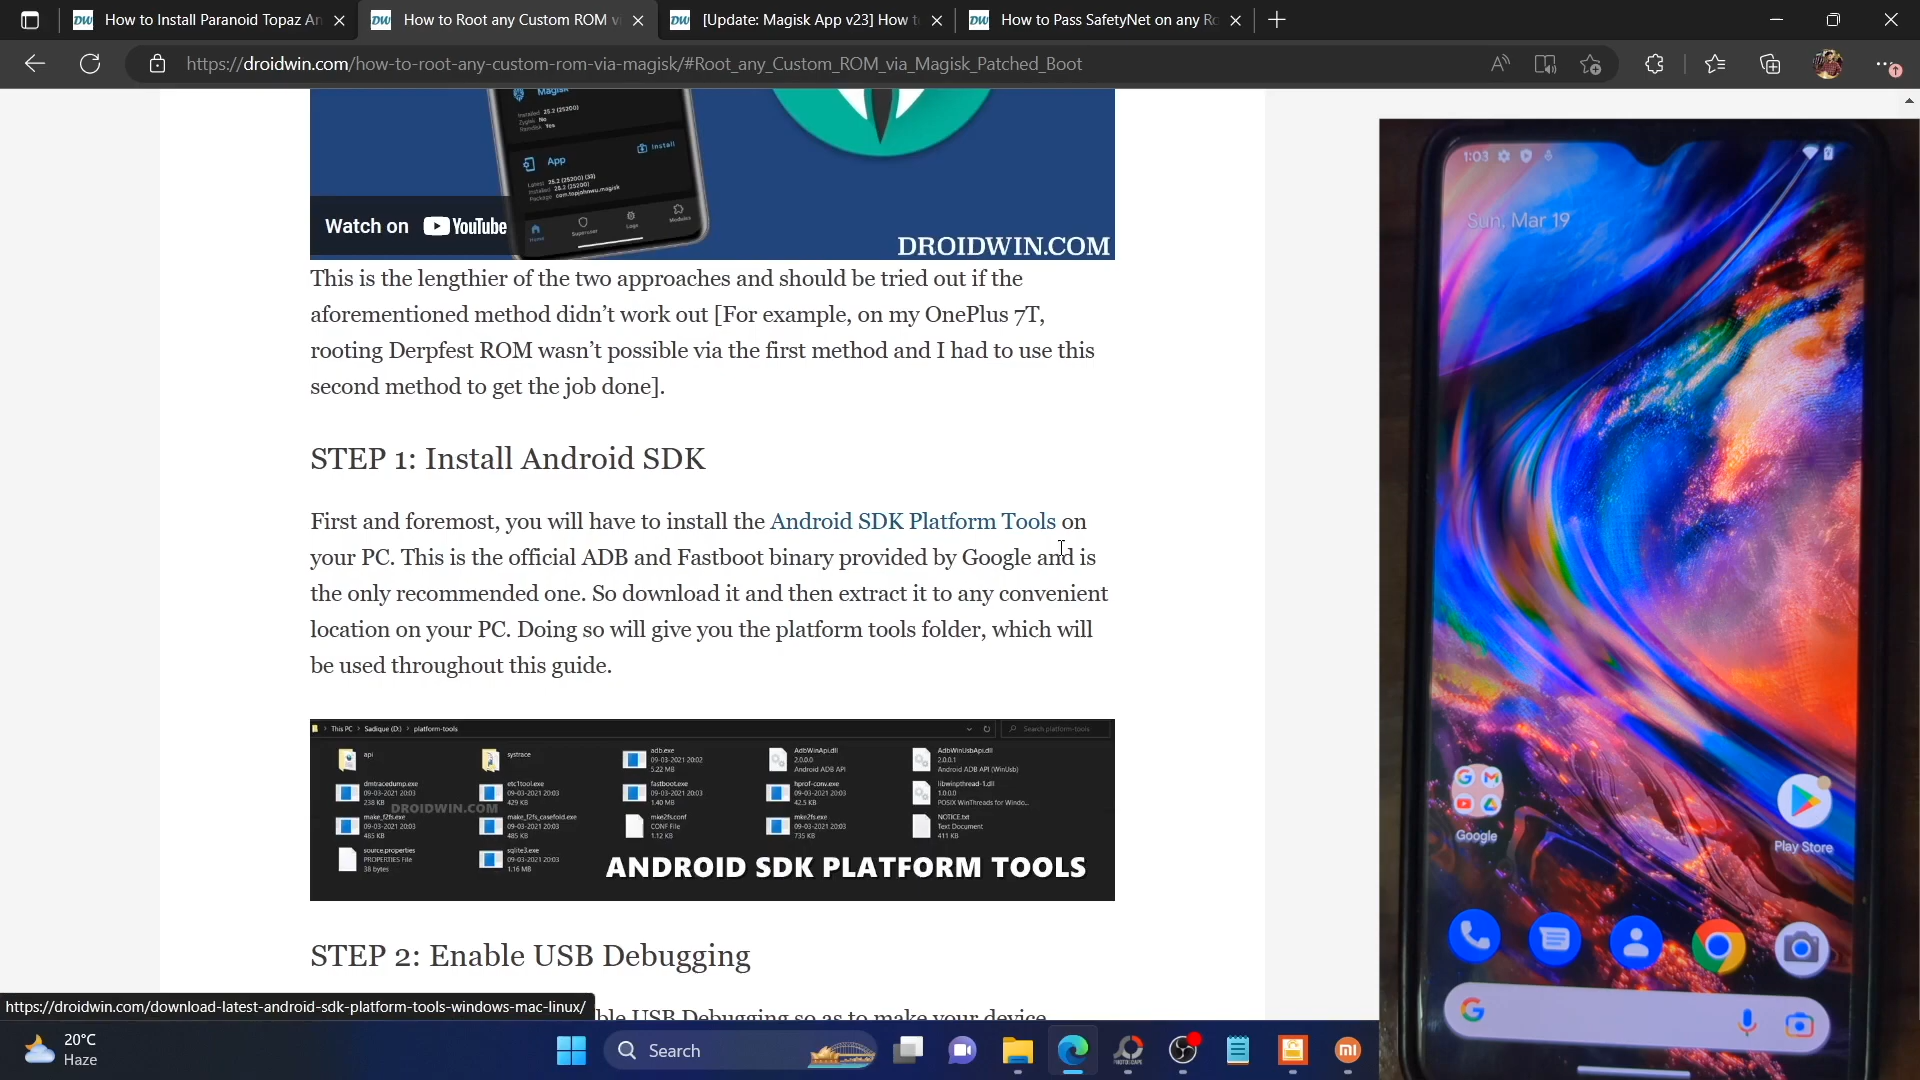 How to Install Paranoid Topaz An
How to Root any Custom ROM vi
[Update: Magisk App v23] How t
How to Pass SafetyNet on any Ro
https://droidwin.com/how-to-root-any-custom-rom-via-magisk/#Root_any_Custom_ROM_via_Magisk_Patched_Boot
Magisk
Installed 25.2 (25200)
Zygisk No
Ramdisk Yes
App
Install
Latest 25.2 (25200) (33)
Installed 25.2 (25200)
Package com.topjohnwu.magisk
Home Superuser Logs Modules
Watch on YouTube
DROIDWIN.COM
This is the lengthier of the two approaches and should be tried out if the
aforementioned method didn’t work out [For example, on my OnePlus 7T,
rooting Derpfest ROM wasn’t possible via the first method and I had to use this
second method to get the job done].
STEP 1: Install Android SDK
First and foremost, you will have to install the Android SDK Platform Tools on
your PC. This is the official ADB and Fastboot binary provided by Google and is
the only recommended one. So download it and then extract it to any convenient
location on your PC. Doing so will give you the platform tools folder, which will
be used throughout this guide.
This PC > Sadique (D:) > platform-tools
Search platform-tools
api
systrace
adb.exe
09-03-2021 20:02
5.22 MB
AdbWinApi.dll
2.0.0.0
Android ADB API
AdbWinUsbApi.dll
2.0.0.1
Android ADB API (WinUsb)
dmtracedump.exe
09-03-2021 20:03
238 KB
etc1tool.exe
09-03-2021 20:03
429 KB
fastboot.exe
09-03-2021 20:03
1.40 MB
hprof-conv.exe
09-03-2021 20:03
42.5 KB
libwinpthread-1.dll
1.0.0.0
POSIX WinThreads for Windo...
DROIDWIN.COM
make_f2fs.exe
09-03-2021 20:03
485 KB
make_f2fs_casefold.exe
09-03-2021 20:03
485 KB
mke2fs.conf
CONF File
1.12 KB
mke2fs.exe
09-03-2021 20:03
735 KB
NOTICE.txt
Text Document
411 KB
source.properties
PROPERTIES File
38 bytes
sqlite3.exe
09-03-2021 20:03
1.16 MB
ANDROID SDK PLATFORM TOOLS
STEP 2: Enable USB Debugging
ble USB Debugging so as to make your device
https://droidwin.com/download-latest-android-sdk-platform-tools-windows-mac-linux/
1:03
Sun, Mar 19
Google
Play Store
20°C
Haze
Search